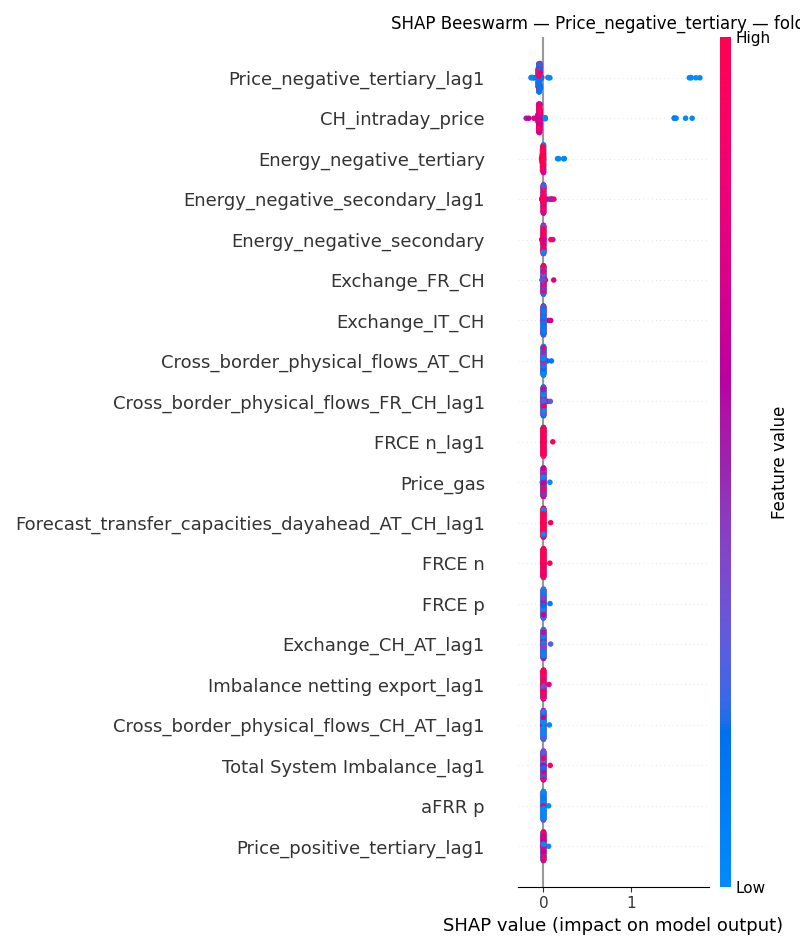 SHAP Beeswarm — Price_negative_tertiary — fold
High
Price_negative_tertiary_lag1
CH_intraday_price
Energy_negative_tertiary
Energy_negative_secondary_lag1
Energy_negative_secondary
Exchange_FR_CH
Exchange_IT_CH
Cross_border_physical_flows_AT_CH
Cross_border_physical_flows_FR_CH_lag1
FRCE n_lag1
Price_gas
Forecast_transfer_capacities_dayahead_AT_CH_lag1
FRCE n
FRCE p
Exchange_CH_AT_lag1
Imbalance netting export_lag1
Cross_border_physical_flows_CH_AT_lag1
Total System Imbalance_lag1
aFRR p
Price_positive_tertiary_lag1
Feature value
Low
0 1
SHAP value (impact on model output)